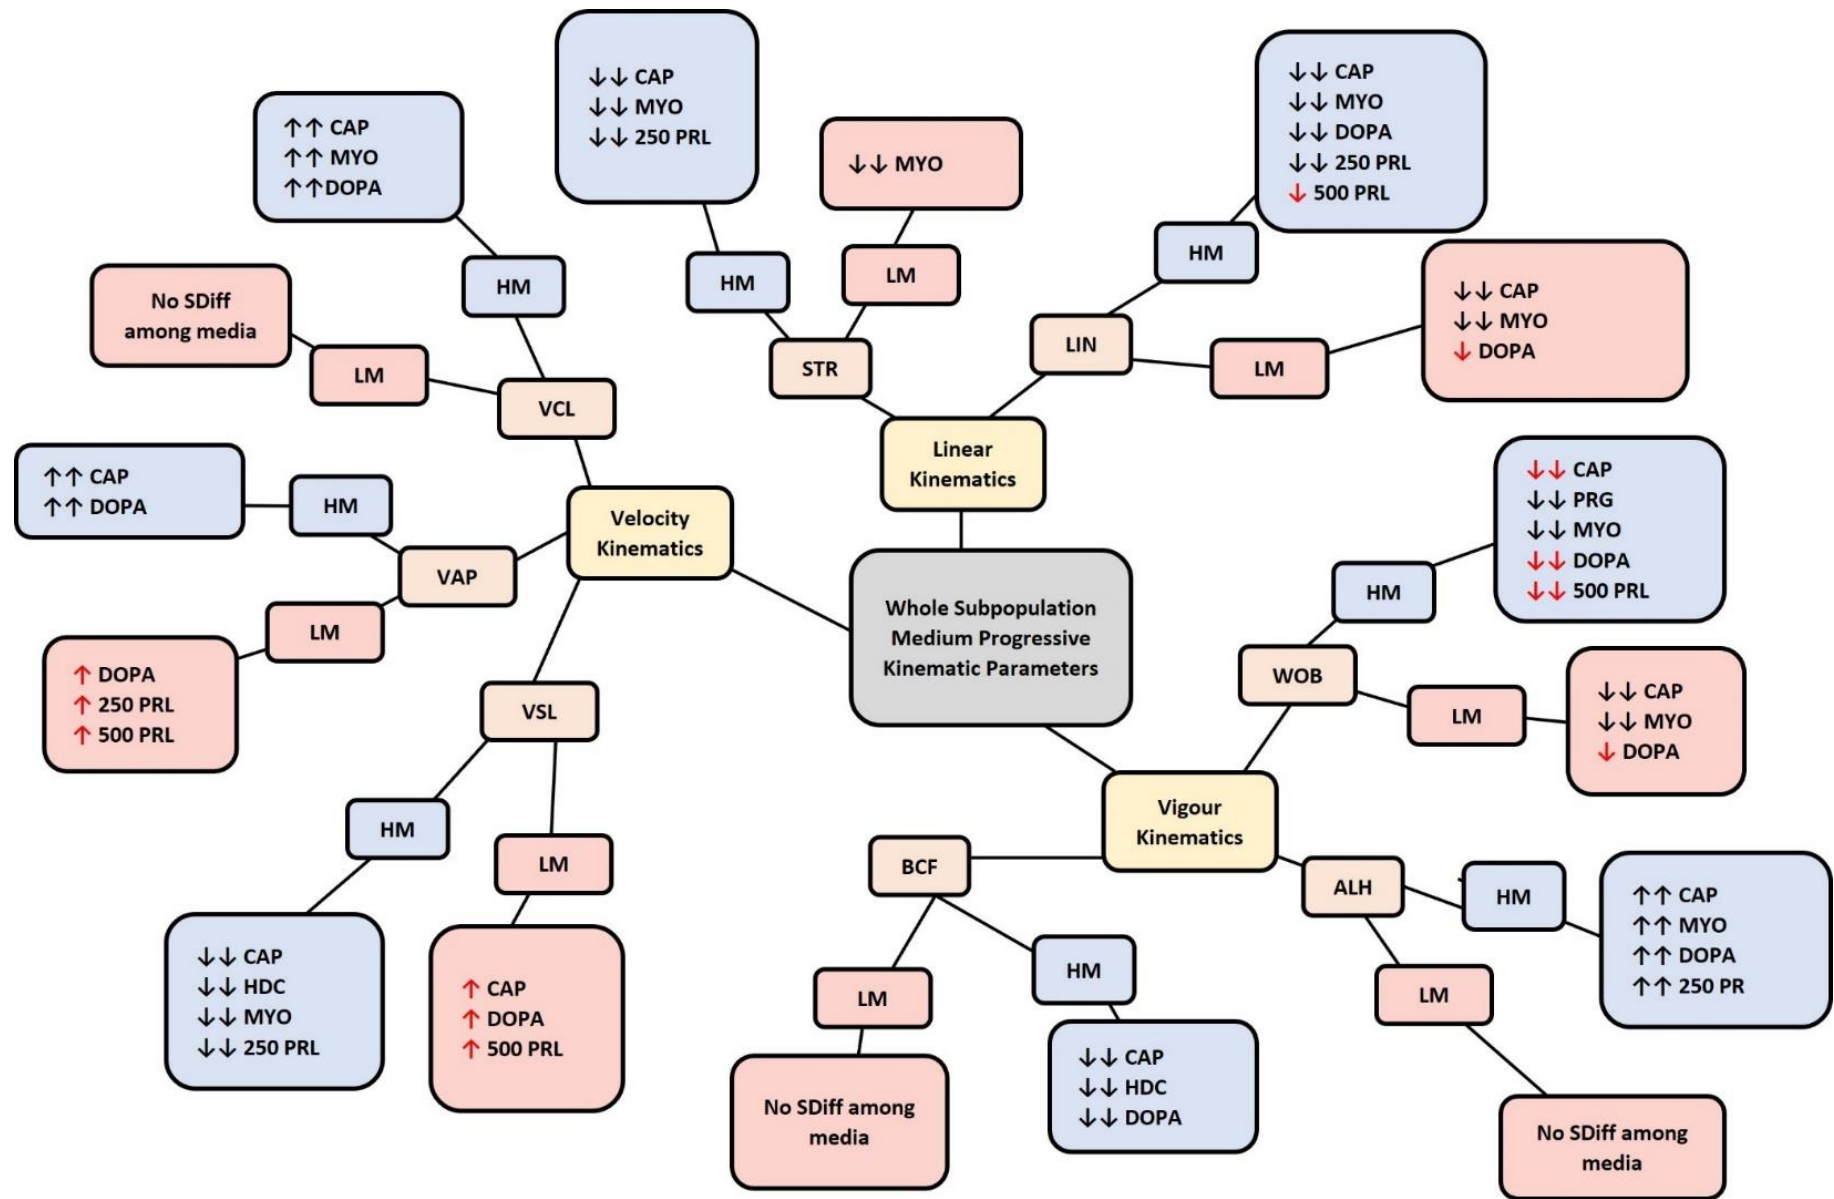 Whole Subpopulation
Medium Progressive
Kinematic Parameters
Velocity
Kinematics
VCL
HM
↑↑ CAP
↑↑ MYO
↑↑DOPA
LM
No SDiff
among media
VAP
HM
↑↑ CAP
↑↑ DOPA
LM
↑ DOPA
↑ 250 PRL
↑ 500 PRL
VSL
HM
↓↓ CAP
↓↓ HDC
↓↓ MYO
↓↓ 250 PRL
LM
↑ CAP
↑ DOPA
↑ 500 PRL
Linear
Kinematics
STR
HM
↓↓ CAP
↓↓ MYO
↓↓ 250 PRL
LM
↓↓ MYO
LIN
HM
↓↓ CAP
↓↓ MYO
↓↓ DOPA
↓↓ 250 PRL
↓ 500 PRL
LM
↓↓ CAP
↓↓ MYO
↓ DOPA
Vigour
Kinematics
WOB
HM
↓↓ CAP
↓↓ PRG
↓↓ MYO
↓↓ DOPA
↓↓ 500 PRL
LM
↓↓ CAP
↓↓ MYO
↓ DOPA
ALH
HM
↑↑ CAP
↑↑ MYO
↑↑ DOPA
↑↑ 250 PR
LM
No SDiff among
media
BCF
LM
No SDiff among
media
HM
↓↓ CAP
↓↓ HDC
↓↓ DOPA